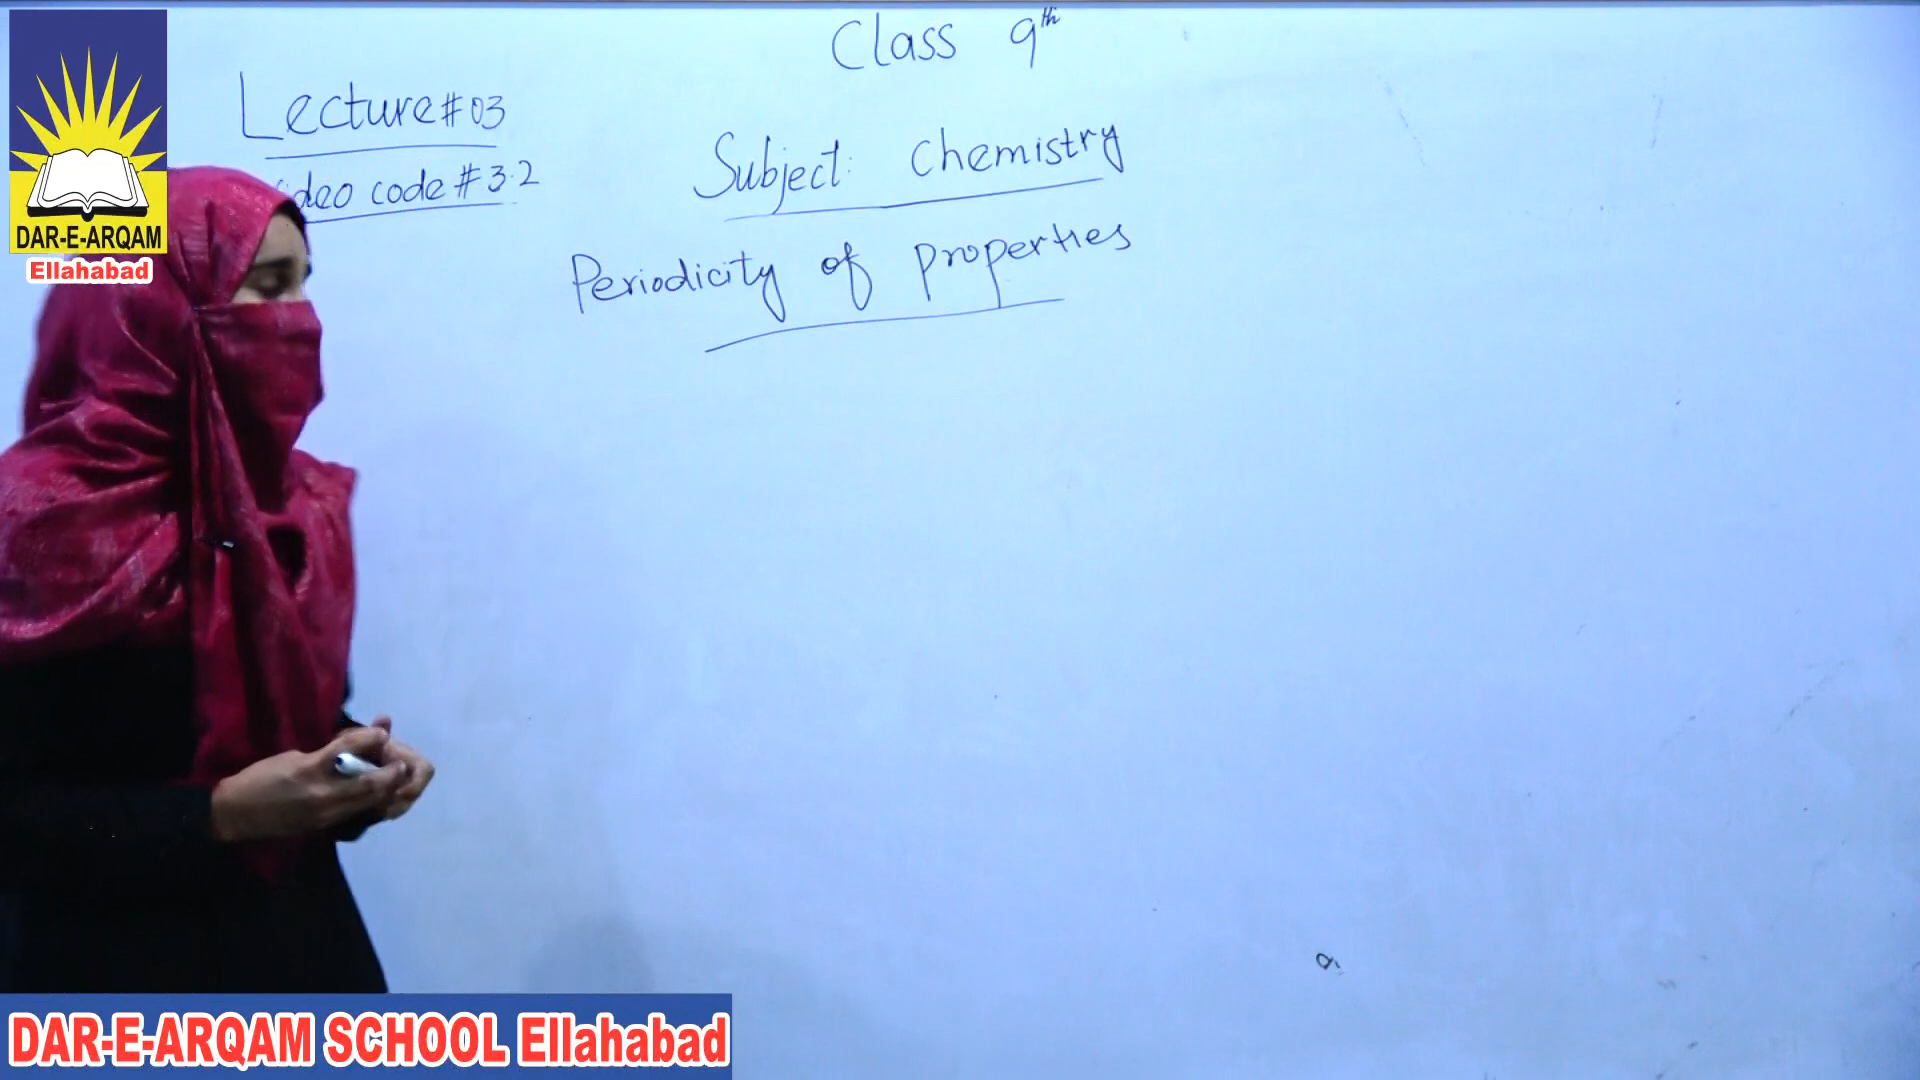 Class 9th
Lecture #03
deo code # 3.2
Subject: Chemistry
Periodicity of properties
DAR-E-ARQAM
Ellahabad
DAR-E-ARQAM SCHOOL Ellahabad